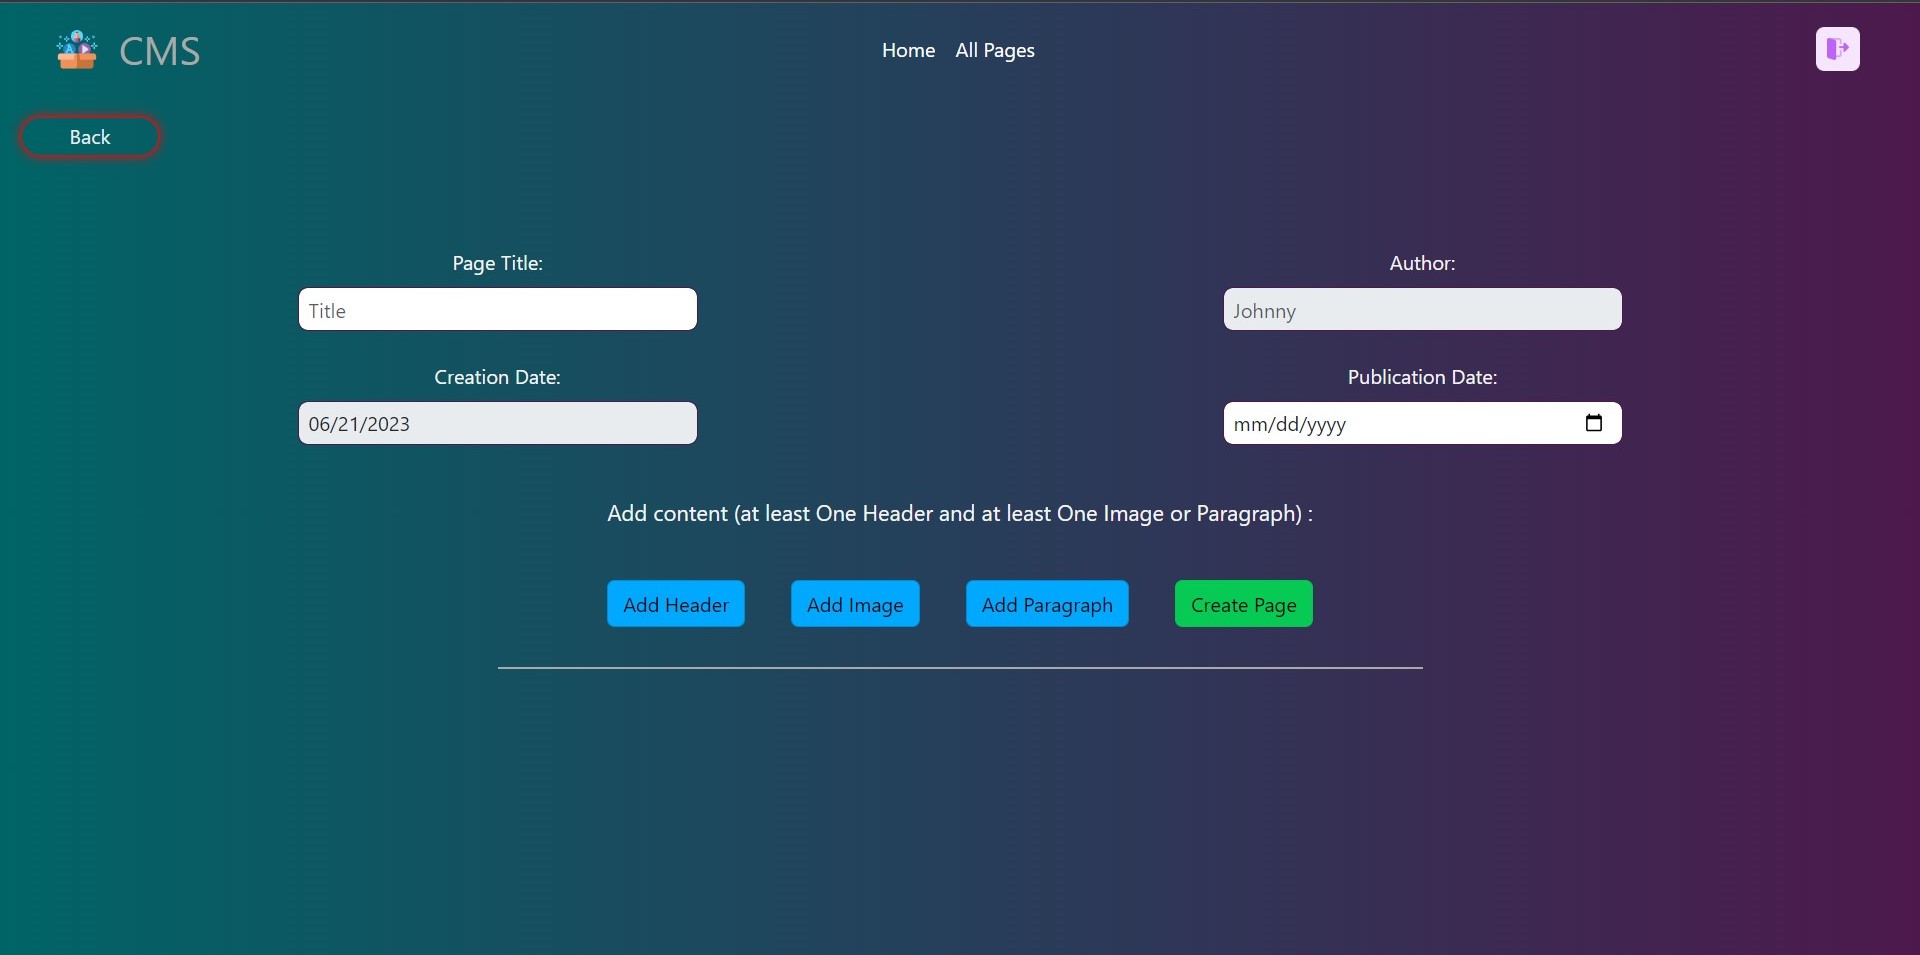 CMS
Home All Pages
Back
Page Title:
Author:
Title
Johnny
Creation Date:
Publication Date:
06/21/2023
mm/dd/yyyy
Add content (at least One Header and at least One Image or Paragraph) :
Add Header Add Image Add Paragraph Create Page